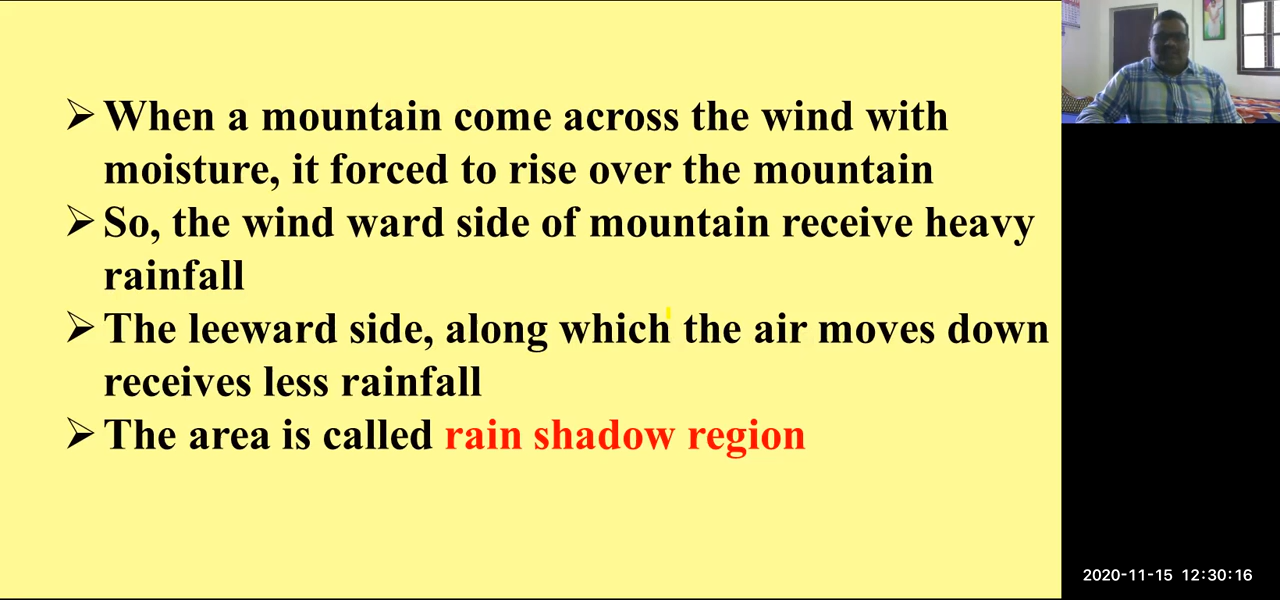 ➢ When a mountain come across the wind with
moisture, it forced to rise over the mountain
➢ So, the wind ward side of mountain receive heavy
rainfall
➢ The leeward side, along which the air moves down
receives less rainfall
➢ The area is called rain shadow region
2020-11-15 12:30:16